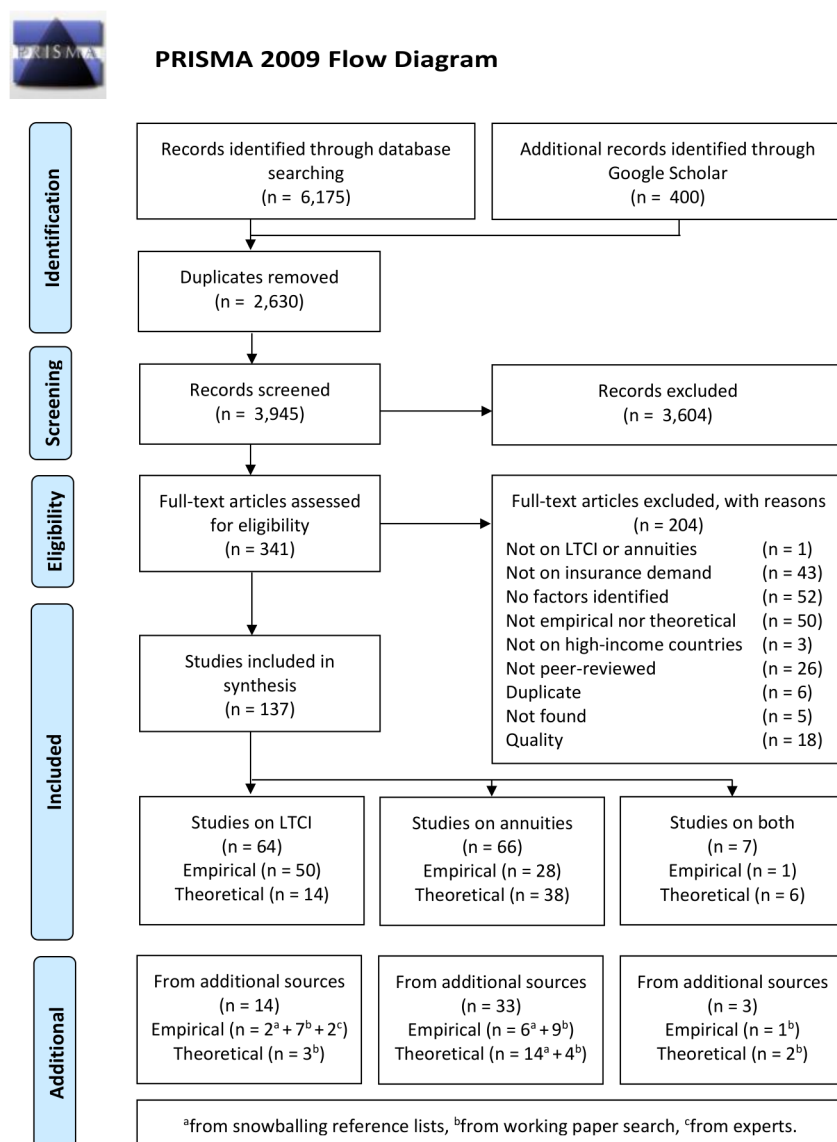 PRISMA
PRISMA 2009 Flow Diagram
Identification
Records identified through database
searching
(n = 6,175)
Additional records identified through
Google Scholar
(n = 400)
Duplicates removed
(n = 2,630)
Screening
Records screened
(n = 3,945)
Records excluded
(n = 3,604)
Eligibility
Full-text articles assessed
for eligibility
(n = 341)
Full-text articles excluded, with reasons
(n = 204)
Not on LTCI or annuities (n = 1)
Not on insurance demand (n = 43)
No factors identified (n = 52)
Not empirical nor theoretical (n = 50)
Not on high-income countries (n = 3)
Not peer-reviewed (n = 26)
Duplicate (n = 6)
Not found (n = 5)
Quality (n = 18)
Included
Studies included in
synthesis
(n = 137)
Studies on LTCI
(n = 64)
Empirical (n = 50)
Theoretical (n = 14)
Studies on annuities
(n = 66)
Empirical (n = 28)
Theoretical (n = 38)
Studies on both
(n = 7)
Empirical (n = 1)
Theoretical (n = 6)
Additional
From additional sources
(n = 14)
Empirical (n = 2ᵃ + 7ᵇ + 2ᶜ)
Theoretical (n = 3ᵇ)
From additional sources
(n = 33)
Empirical (n = 6ᵃ + 9ᵇ)
Theoretical (n = 14ᵃ + 4ᵇ)
From additional sources
(n = 3)
Empirical (n = 1ᵇ)
Theoretical (n = 2ᵇ)
ᵃfrom snowballing reference lists, ᵇfrom working paper search, ᶜfrom experts.